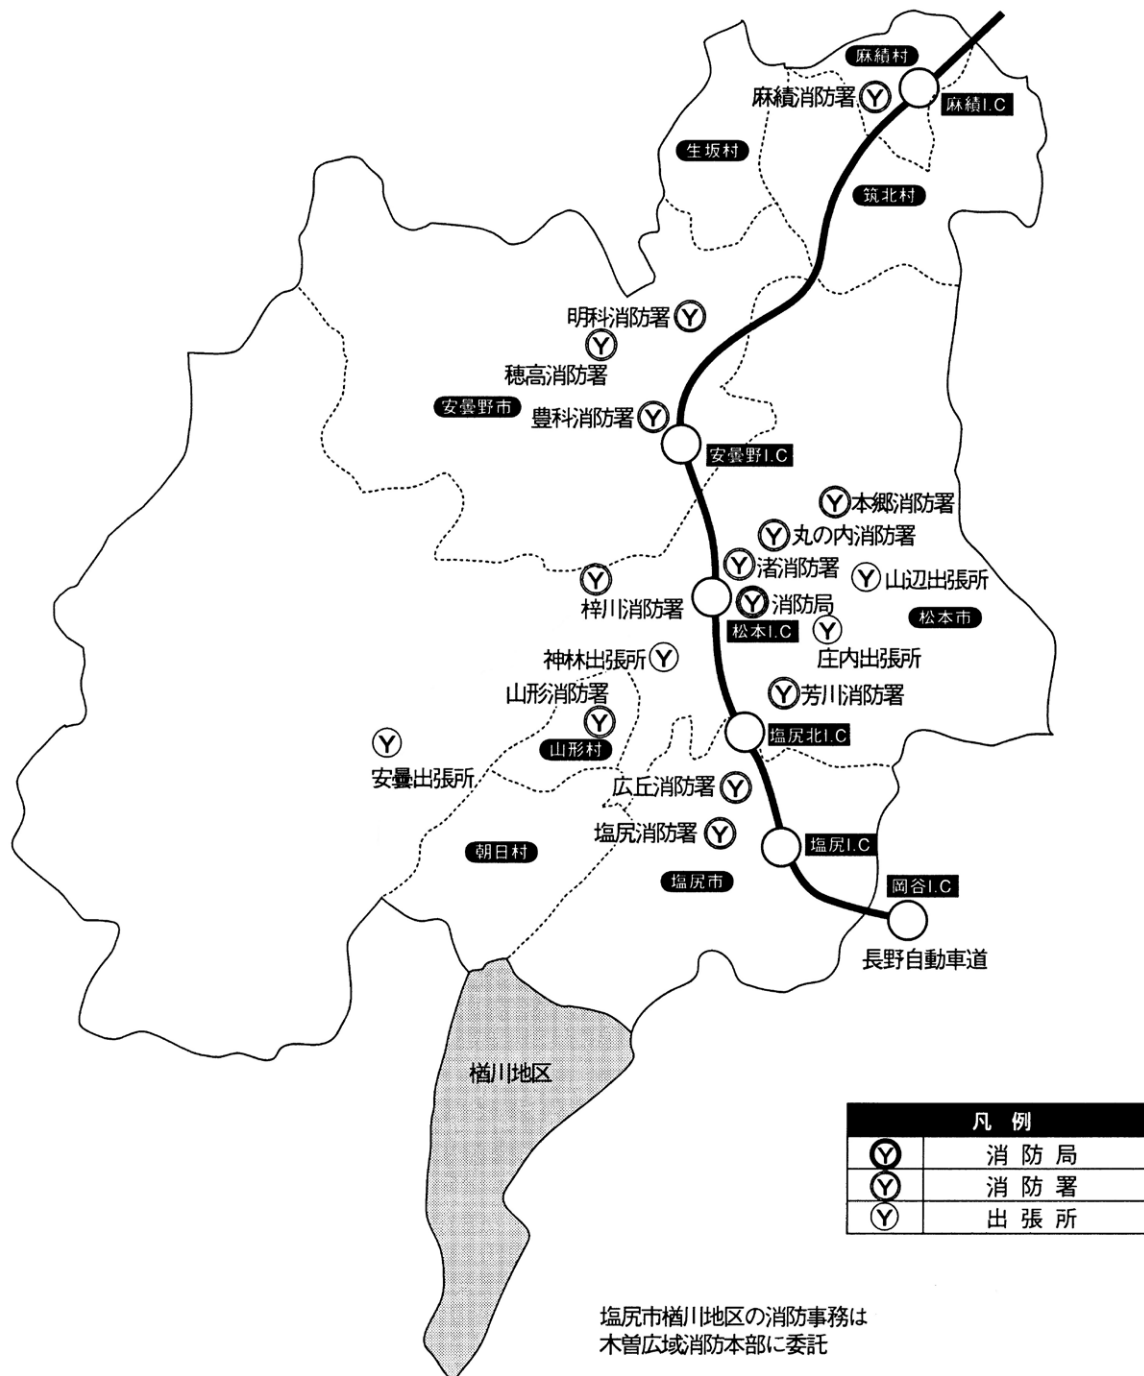 麻績村
麻績消防署
麻績I.C
生坂村
筑北村
明科消防署
穂高消防署
安曇野市
豊科消防署
安曇野I.C
本郷消防署
丸の内消防署
渚消防署
山辺出張所
梓川消防署
消防局
松本市
松本I.C
庄内出張所
神林出張所
山形消防署
芳川消防署
塩尻北I.C
山形村
安曇出張所
広丘消防署
塩尻消防署
塩尻I.C
朝日村
塩尻市
岡谷I.C
長野自動車道
楢川地区
凡例
消防局
消防署
出張所
塩尻市楢川地区の消防事務は
木曽広域消防本部に委託